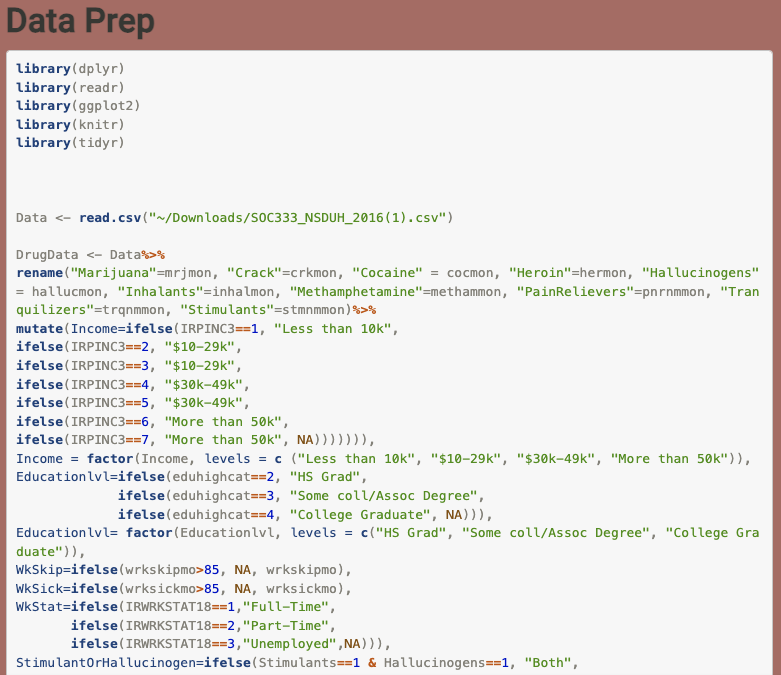 Data Prep
library(dplyr)
library(readr)
library(ggplot2)
library(knitr)
library(tidyr)
Data <- read.csv("~/Downloads/SOC333_NSDUH_2016(1).csv")
DrugData <- Data%>%
rename("Marijuana"=mrjmon, "Crack"=crkmon, "Cocaine" = cocmon, "Heroin"=hermon, "Hallucinogens"
= hallucmon, "Inhalants"=inhalmon, "Methamphetamine"=methammon, "PainRelievers"=pnrnmmon, "Tran
quilizers"=trqnmmon, "Stimulants"=stmnmmon)%>%
mutate(Income=ifelse(IRPINC3==1, "Less than 10k",
ifelse(IRPINC3==2, "$10-29k",
ifelse(IRPINC3==3, "$10-29k",
ifelse(IRPINC3==4, "$30k-49k",
ifelse(IRPINC3==5, "$30k-49k",
ifelse(IRPINC3==6, "More than 50k",
ifelse(IRPINC3==7, "More than 50k", NA))))))),
Income = factor(Income, levels = c ("Less than 10k", "$10-29k", "$30k-49k", "More than 50k")),
Educationlvl=ifelse(eduhighcat==2, "HS Grad",
ifelse(eduhighcat==3, "Some coll/Assoc Degree",
ifelse(eduhighcat==4, "College Graduate", NA))),
Educationlvl= factor(Educationlvl, levels = c("HS Grad", "Some coll/Assoc Degree", "College Gra
duate")),
WkSkip=ifelse(wrkskipmo>85, NA, wrkskipmo),
WkSick=ifelse(wrksickmo>85, NA, wrksickmo),
WkStat=ifelse(IRWRKSTAT18==1,"Full-Time",
ifelse(IRWRKSTAT18==2,"Part-Time",
ifelse(IRWRKSTAT18==3,"Unemployed",NA))),
StimulantOrHallucinogen=ifelse(Stimulants==1 & Hallucinogens==1, "Both",